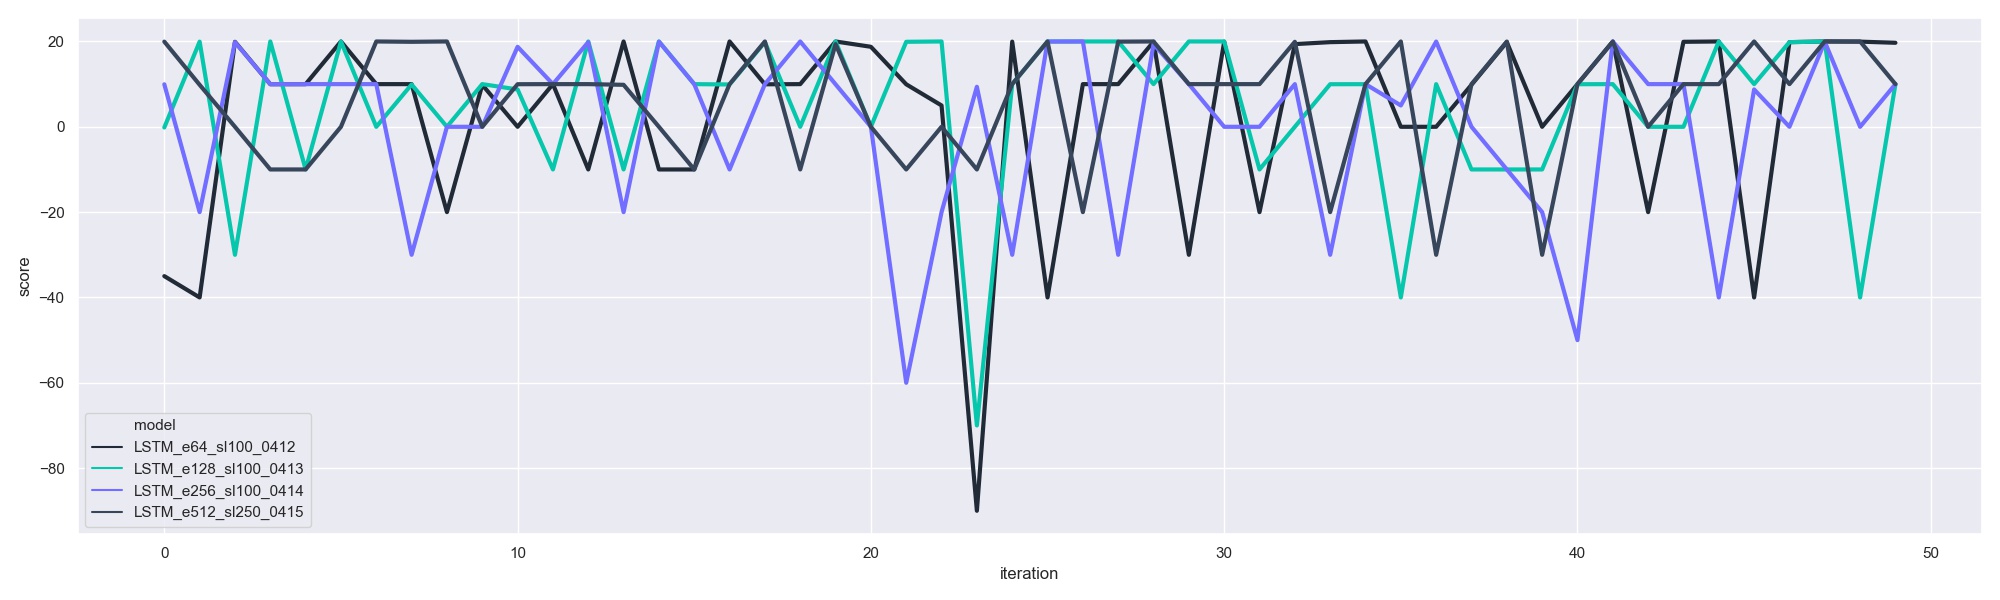 20
0
−20
−40
−60
−80
score
model
LSTM_e64_sl100_0412
LSTM_e128_sl100_0413
LSTM_e256_sl100_0414
LSTM_e512_sl250_0415
0 10 20 30 40 50
iteration